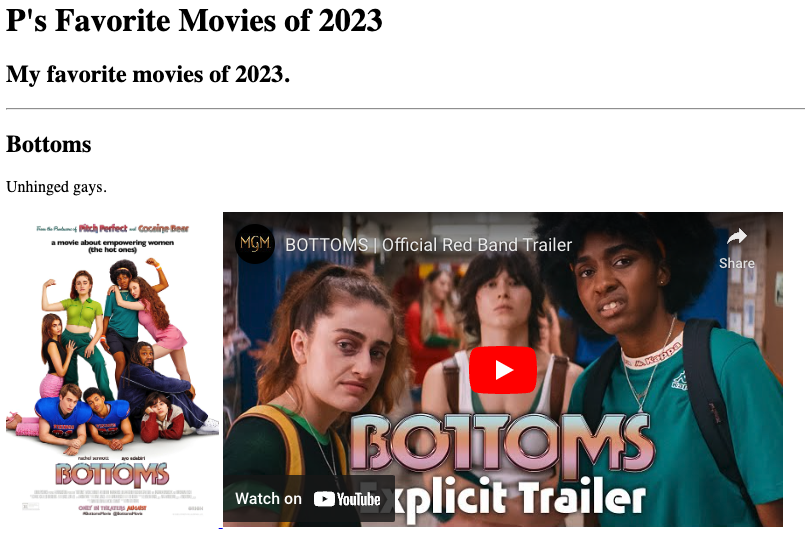 P's Favorite Movies of 2023
My favorite movies of 2023.
Bottoms
Unhinged gays.
From the Producers of Pitch Perfect and Cocaine Bear
a movie about empowering women
(the hot ones)
rachel sennott ayo edebiri
BOTTOMS
ONLY IN THEATERS AUGUST
MGM
BOTTOMS | Official Red Band Trailer
Share
Kappa
BOTTOMS
Explicit Trailer
Watch on YouTube